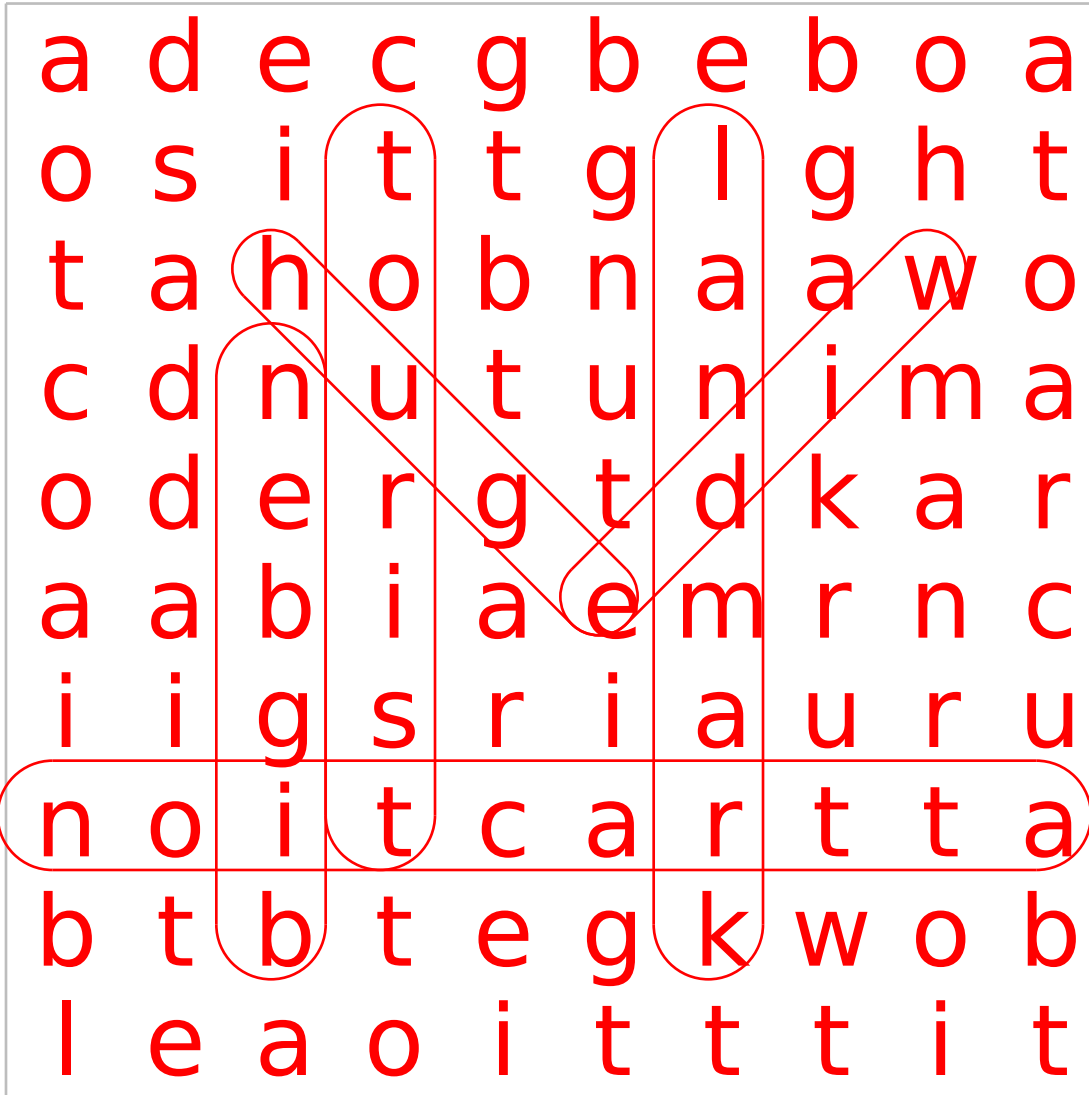 a d e c g b e b o a
o s i t t g l g h t
t a h o b n a a w o
c d n u t u n i m a
o d e r g t d k a r
a a b i a e m r n c
i i g s r i a u r u
n o i t c a r t t a
b t b t e g k w o b
l e a o i t t t i t